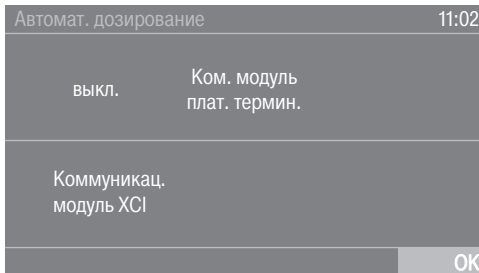 Автомат. дозирование 11:02
выкл.
Ком. модуль
плат. термин.
Коммуникац.
модуль XCI
OK